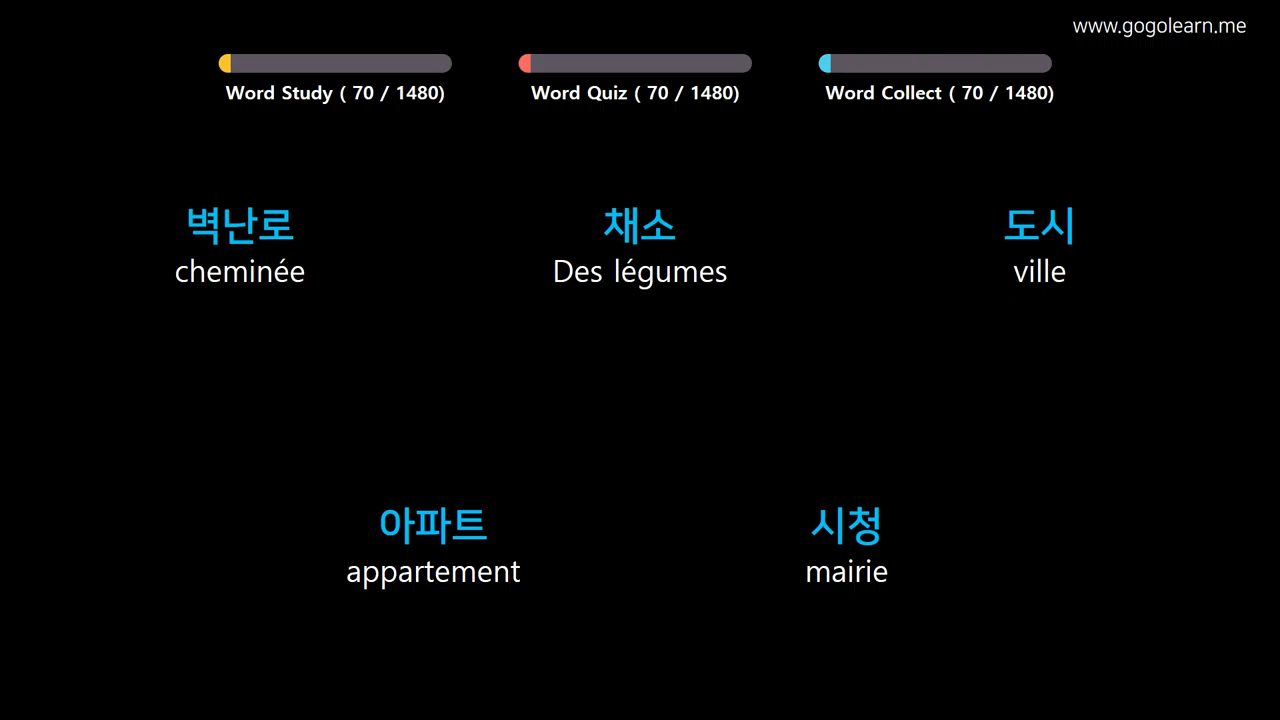 www.gogolearn.me
Word Study ( 70 / 1480)
Word Quiz ( 70 / 1480)
Word Collect ( 70 / 1480)
벽난로
cheminée
채소
Des légumes
도시
ville
아파트
appartement
시청
mairie